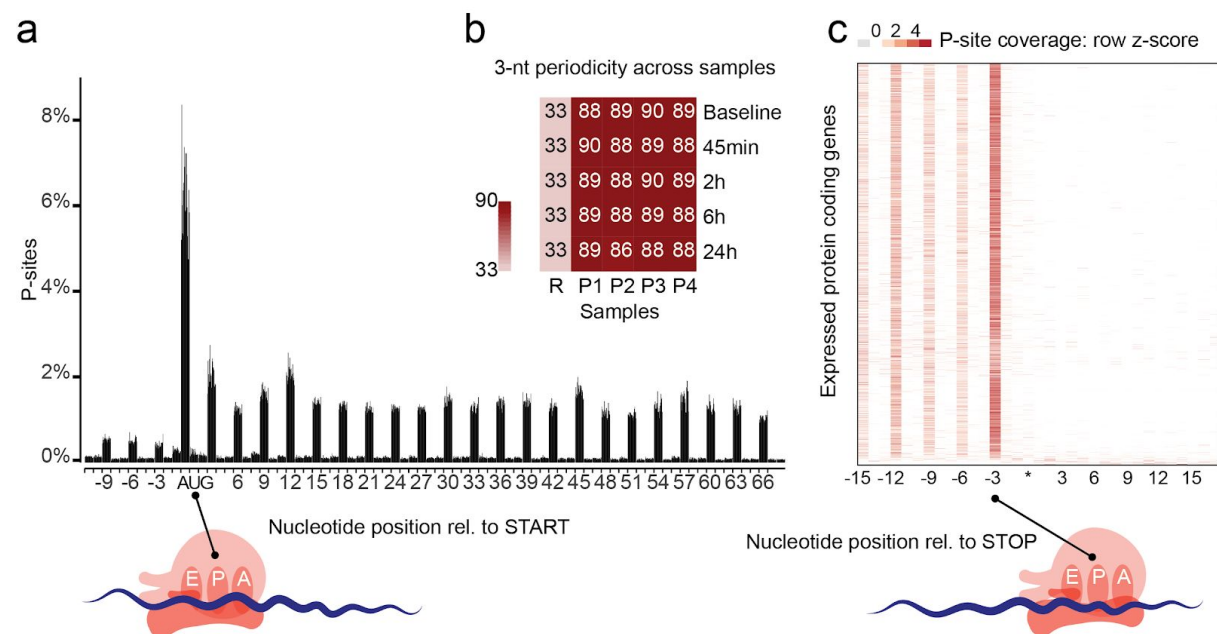 a
8%
6%
4%
2%
0%
P-sites
-9 -6 -3 AUG 6 9 12 15 18 21 24 27 30 33 36 39 42 45 48 51 54 57 60 63 66
Nucleotide position rel. to START
E P A
b
3-nt periodicity across samples
33 88 89 90 89 Baseline
33 90 88 89 88 45min
33 89 88 90 89 2h
33 89 88 89 88 6h
33 89 86 88 88 24h
90
33
R P1 P2 P3 P4
Samples
c
0 2 4 P-site coverage: row z-score
Expressed protein coding genes
-15 -12 -9 -6 -3 * 3 6 9 12 15
Nucleotide position rel. to STOP
E P A